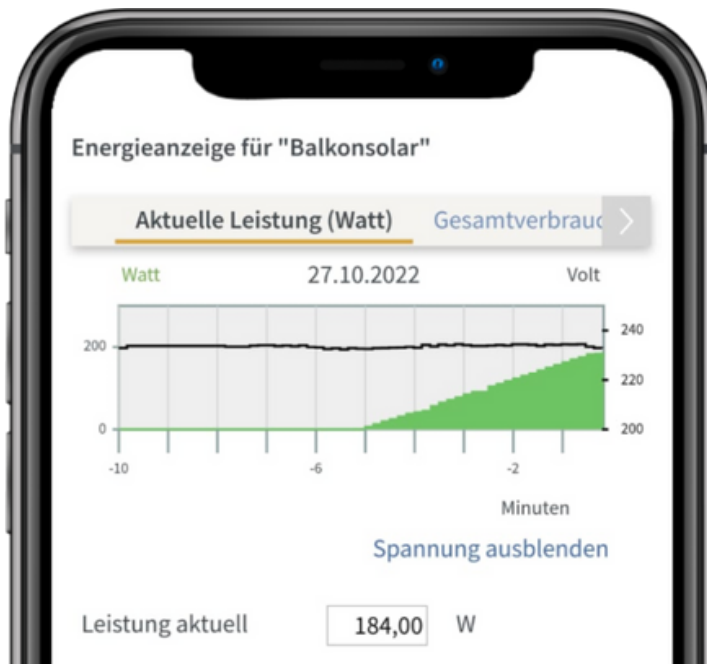 Energieanzeige für "Balkonsolar"
Aktuelle Leistung (Watt) Gesamtverbrauc
Watt 27.10.2022 Volt
240
200
220
0 200
-10 -6 -2
Minuten
Spannung ausblenden
Leistung aktuell 184,00 W